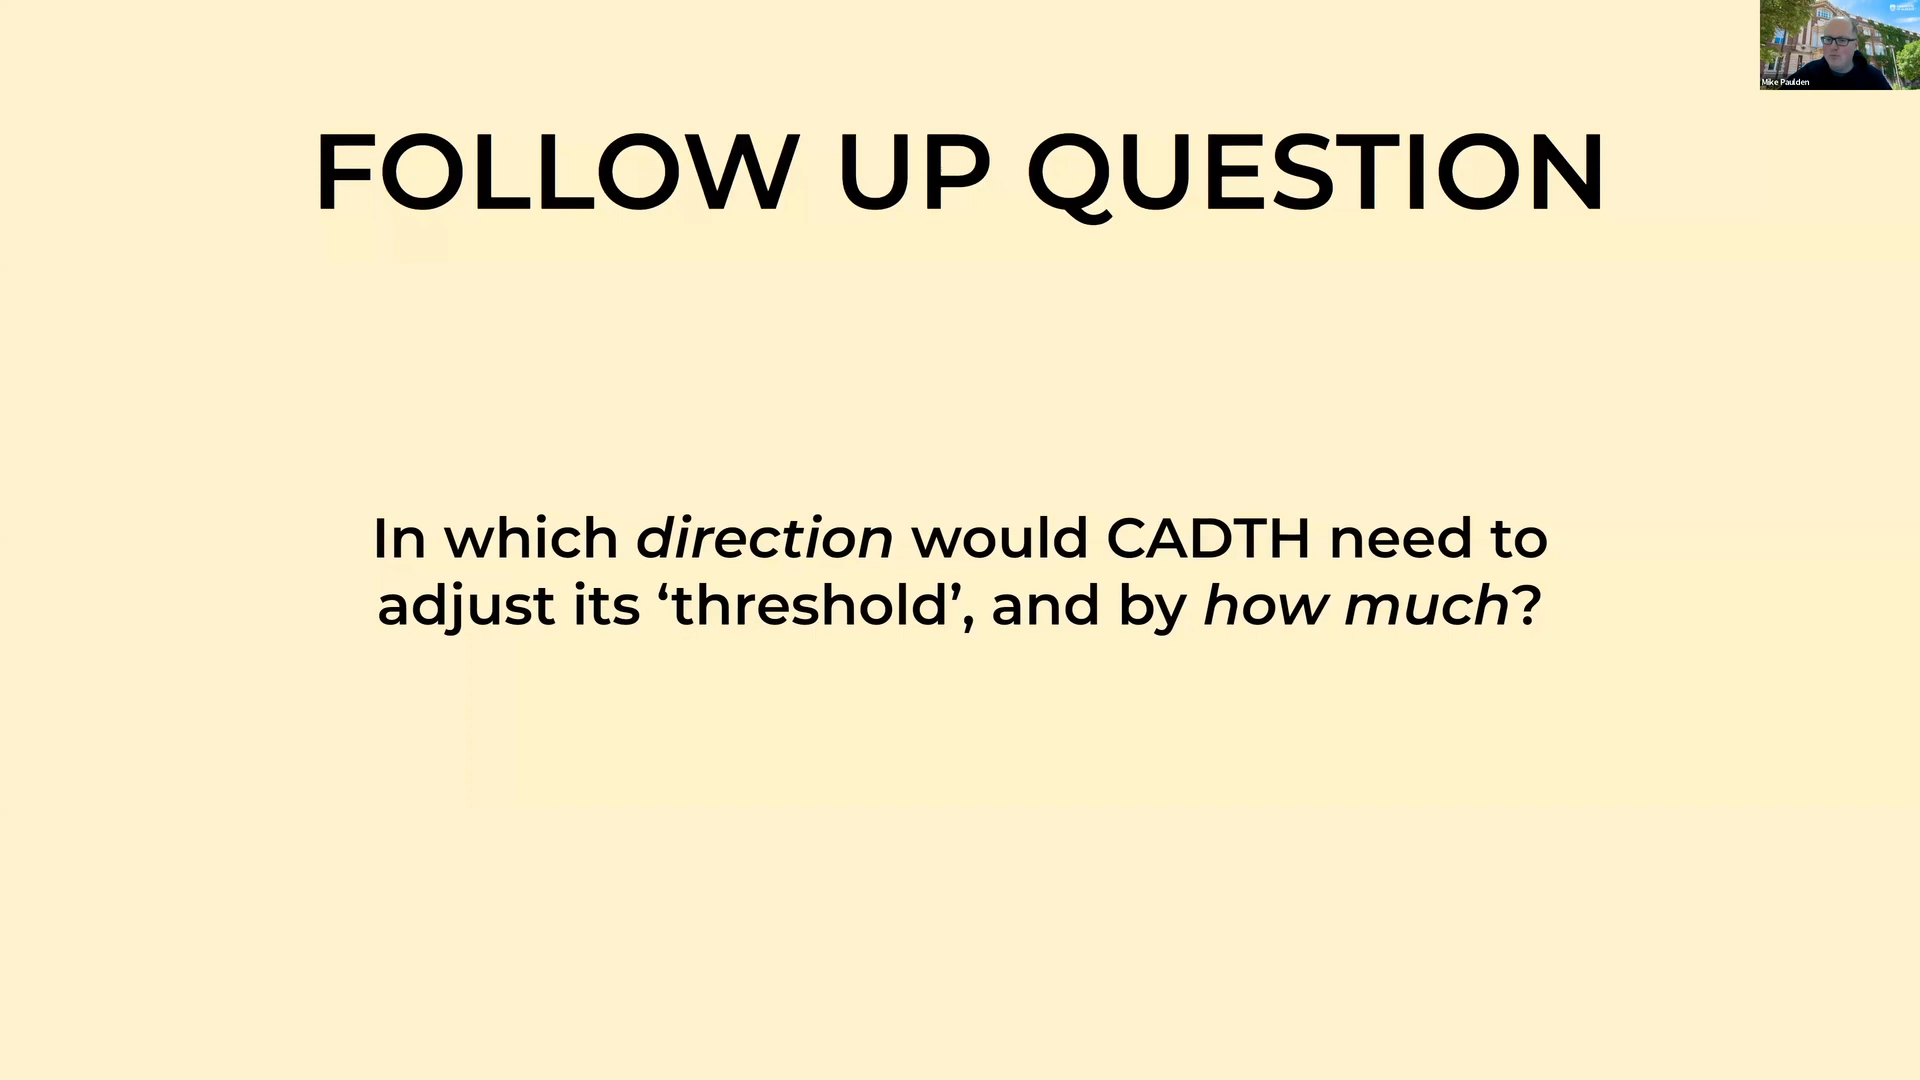 Mike Paulden
FOLLOW UP QUESTION
In which direction would CADTH need to
adjust its ‘threshold’, and by how much?